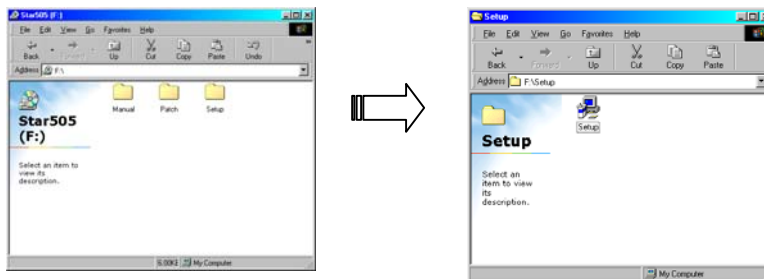 Star505 (F:)
File Edit View Go Favorites Help
Back Forward Up Cut Copy Paste Undo
Address F:\
Star505
(F:)
Select an item to
view its
description.
Manual Patch Setup
My Computer
Setup
File Edit View Go Favorites Help
Back Forward Up Cut Copy Paste
Address F:\Setup
Setup
Select an
item to view
its
description.
Setup
My Computer